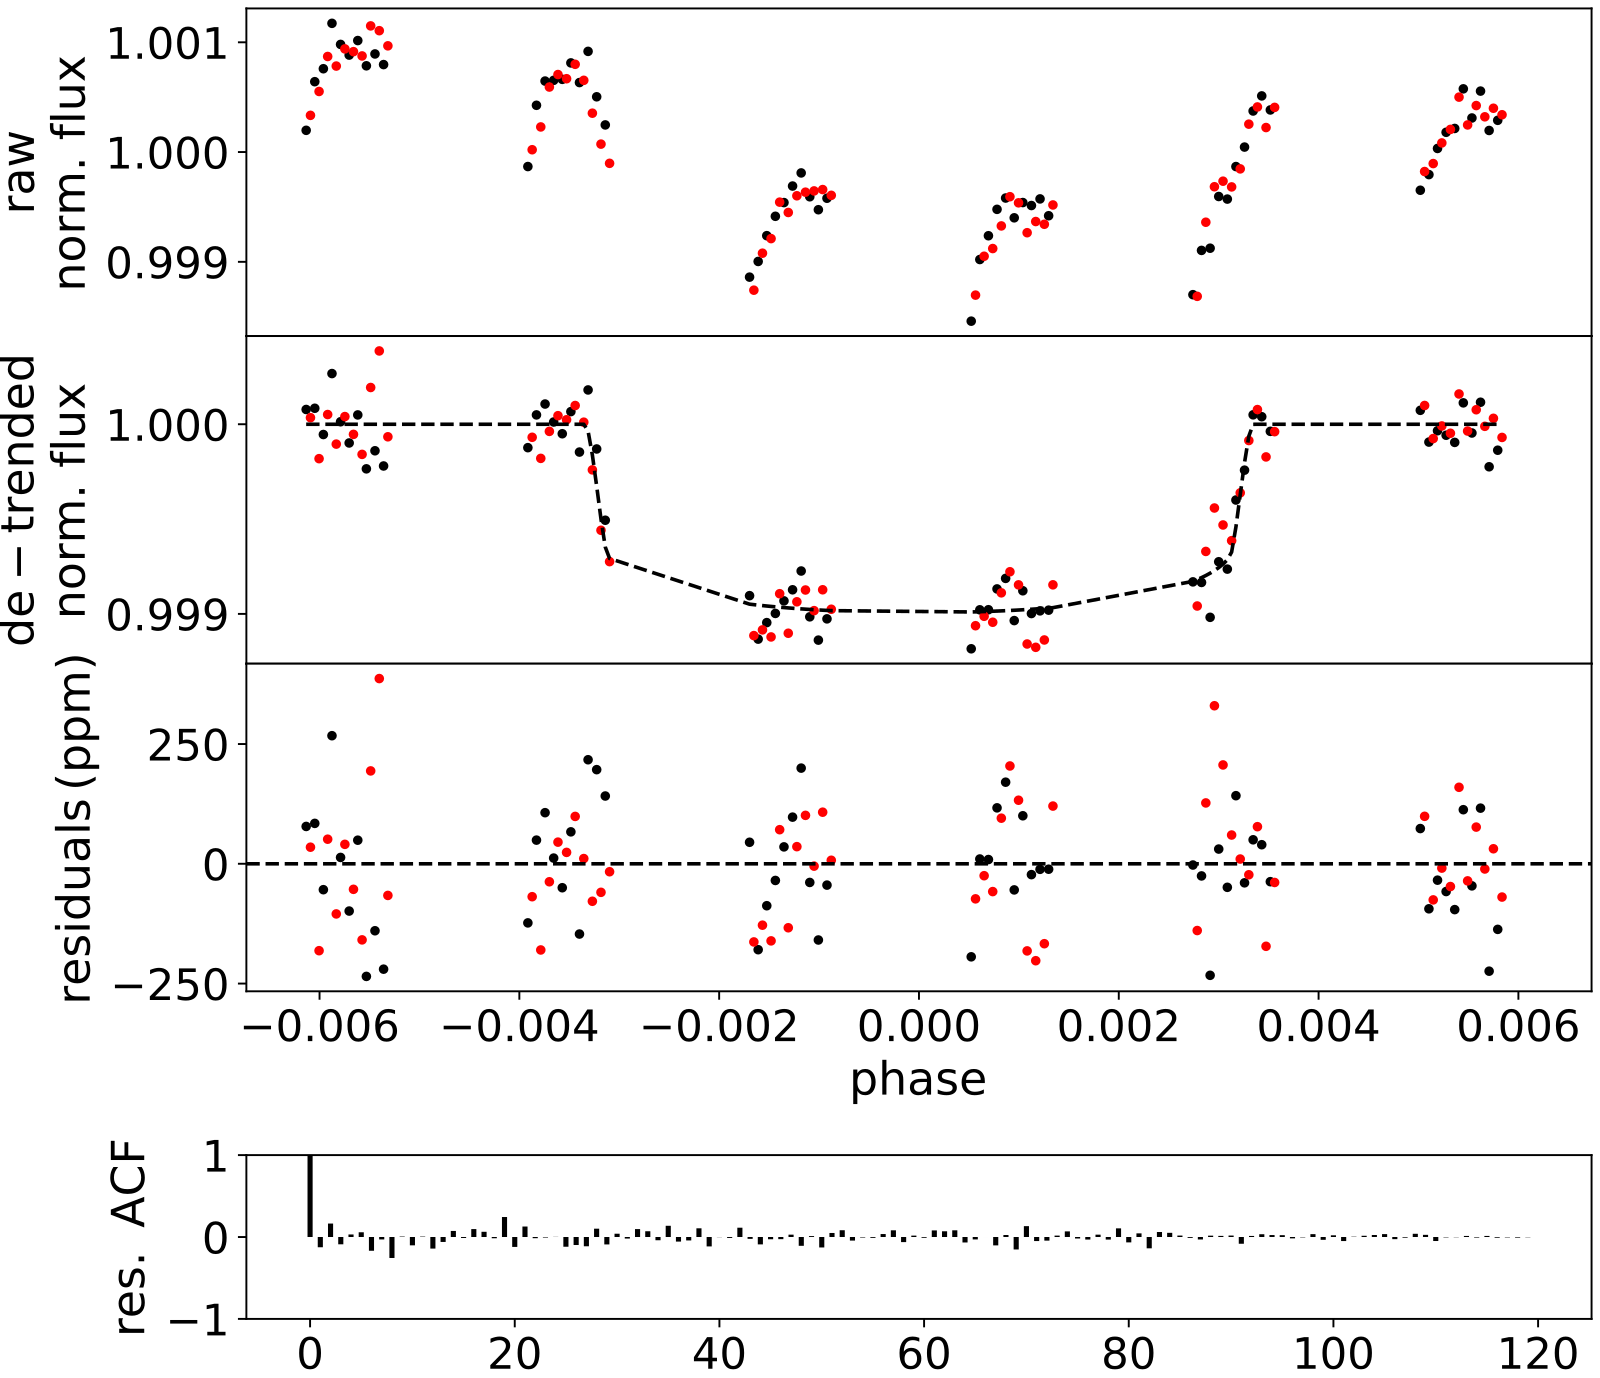 raw
norm. flux
1.001
1.000
0.999
de − trended
norm. flux
1.000
0.999
residuals (ppm)
250
0
−250
−0.006 −0.004 −0.002 0.000 0.002 0.004 0.006
phase
res. ACF
1
0
−1
0 20 40 60 80 100 120